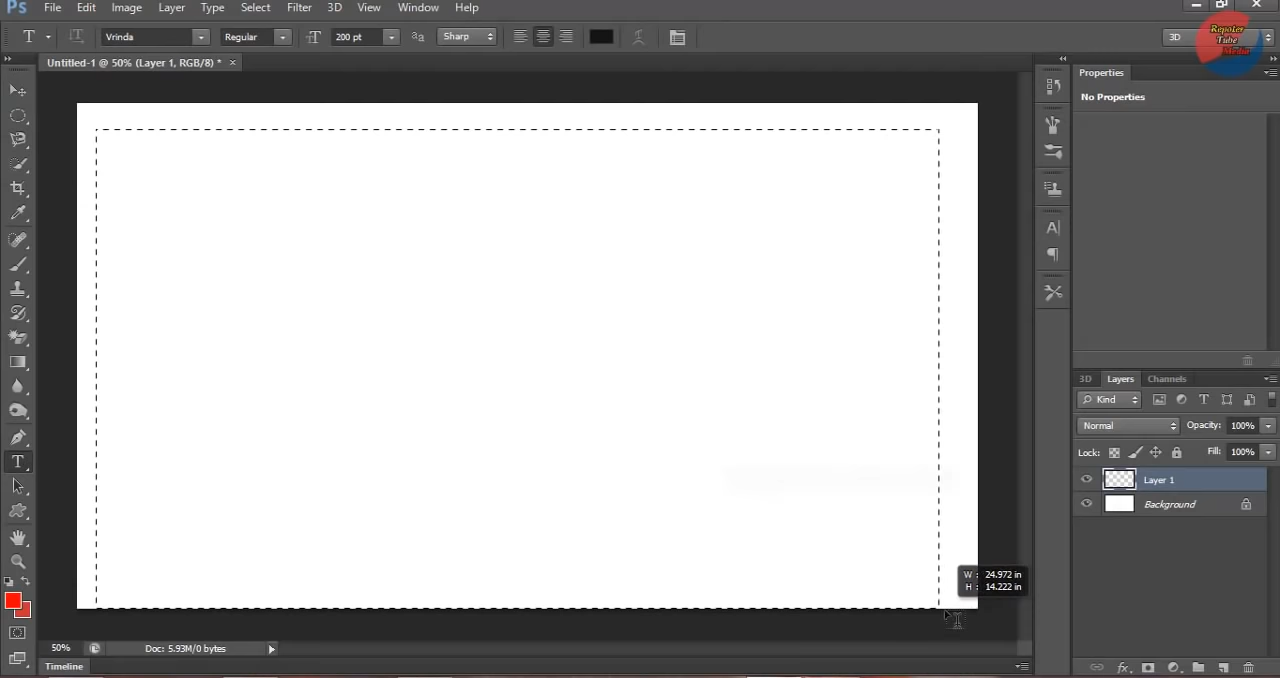 Ps File Edit Image Layer Type Select Filter 3D View Window Help
T Vrinda Regular 200 pt Sharp 3D
Repoter
Tube
Media
Untitled-1 @ 50% (Layer 1, RGB/8) *
Properties
No Properties
3D Layers Channels
Kind
Normal Opacity: 100%
Lock: Fill: 100%
Layer 1
Background
W : 24.972 in
H : 14.222 in
50% Doc: 5.93M/0 bytes
Timeline